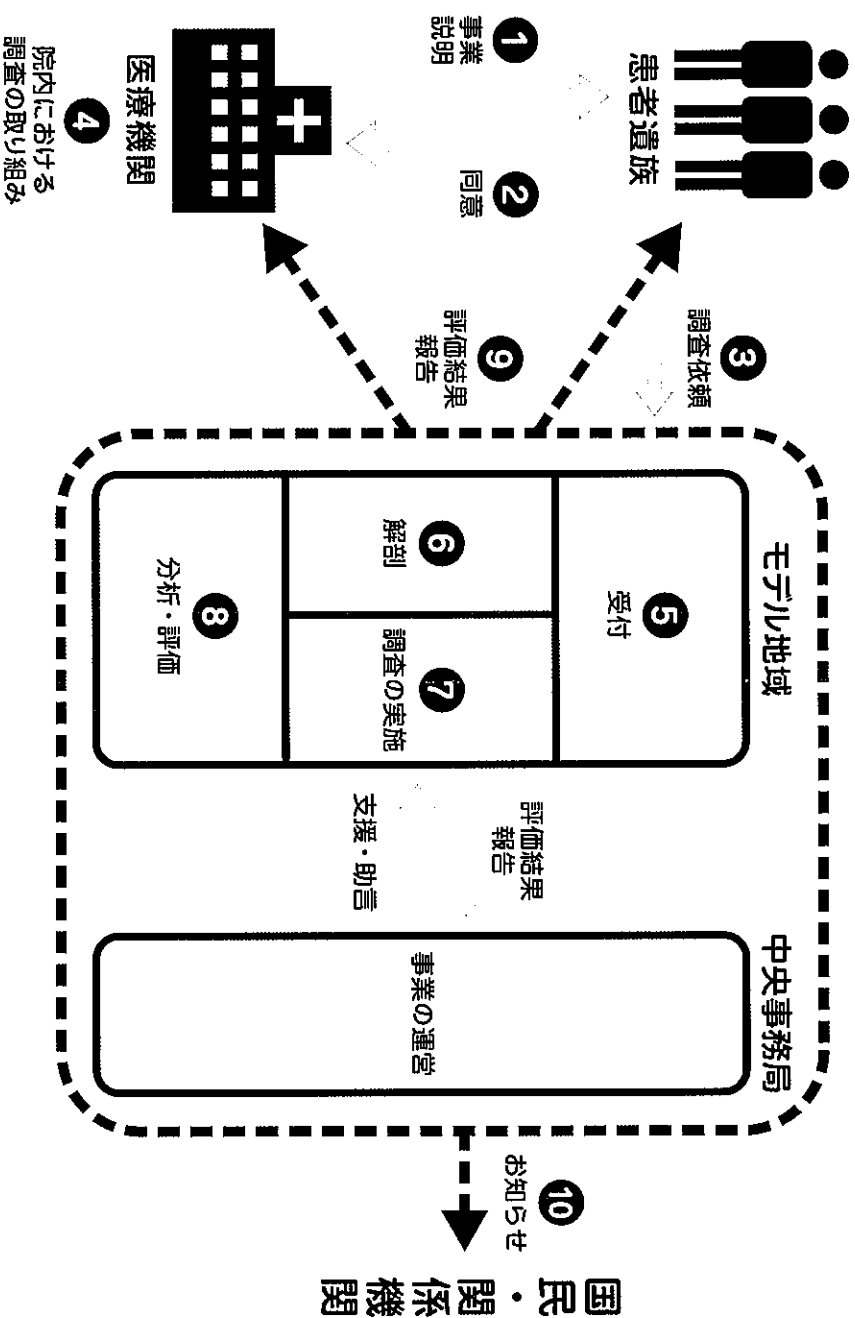 患者遺族
❶
事業
説明
❷
同意
医療機関
❹
院内における
調査の取り組み
❸
調査依頼
❾
評価結果
報告
モデル地域
❺
受付
❻
解剖
❼
調査の実施
❽
分析・評価
評価結果
報告
支援・助言
中央事務局
事業の運営
❿
お知らせ
国民・関係機関